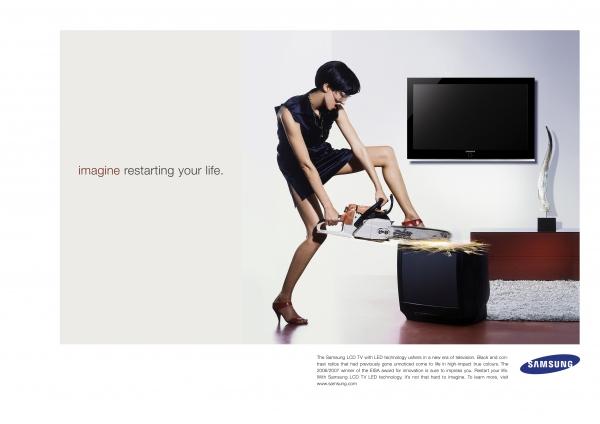 imagine restarting your life.
The Samsung LCD TV with LED technology ushers in a new era of television. Black and con-
trast ratios that had previously gone unnoticed come to life in high-impact true colours. The
2006/2007 winner of the EISA award for innovation is sure to impress you. Restart your life.
With Samsung LCD TV LED technology, it's not that hard to imagine. To learn more, visit
www.samsung.com
SAMSUNG